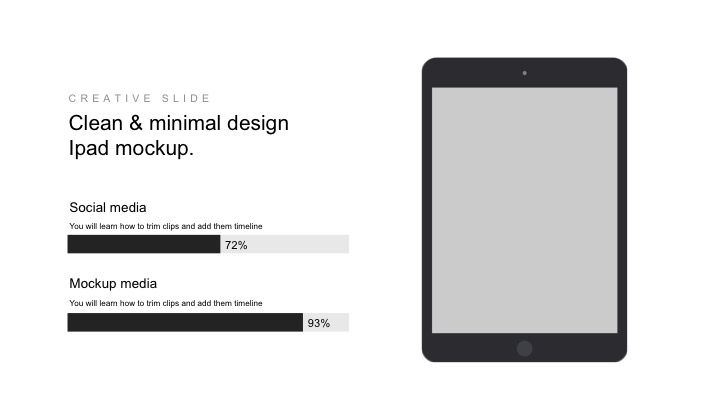 CREATIVE SLIDE
Clean & minimal design
Ipad mockup.
Social media
You will learn how to trim clips and add them timeline
72%
Mockup media
You will learn how to trim clips and add them timeline
93%